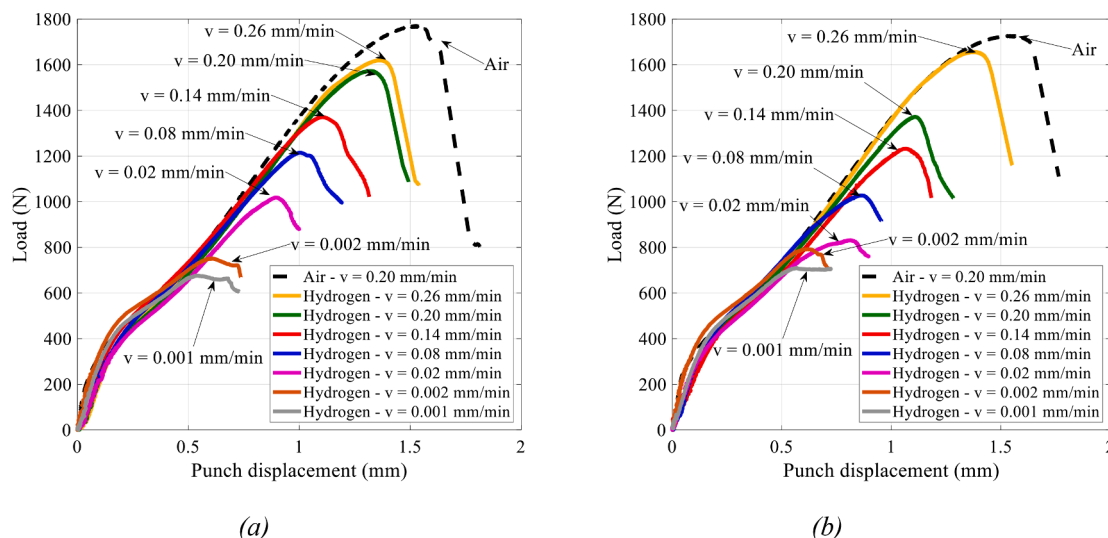 1800
1600
1400
1200
1000
800
600
400
200
0
Load (N)
0
0.5
1
1.5
2
Punch displacement (mm)
v = 0.26 mm/min
v = 0.20 mm/min
v = 0.14 mm/min
v = 0.08 mm/min
v = 0.02 mm/min
v = 0.002 mm/min
v = 0.001 mm/min
Air
Air - v = 0.20 mm/min
Hydrogen - v = 0.26 mm/min
Hydrogen - v = 0.20 mm/min
Hydrogen - v = 0.14 mm/min
Hydrogen - v = 0.08 mm/min
Hydrogen - v = 0.02 mm/min
Hydrogen - v = 0.002 mm/min
Hydrogen - v = 0.001 mm/min
(a)
1800
1600
1400
1200
1000
800
600
400
200
0
Load (N)
0
0.5
1
1.5
2
Punch displacement (mm)
v = 0.26 mm/min
v = 0.20 mm/min
v = 0.14 mm/min
v = 0.08 mm/min
v = 0.02 mm/min
v = 0.002 mm/min
v = 0.001 mm/min
Air
Air - v = 0.20 mm/min
Hydrogen - v = 0.26 mm/min
Hydrogen - v = 0.20 mm/min
Hydrogen - v = 0.14 mm/min
Hydrogen - v = 0.08 mm/min
Hydrogen - v = 0.02 mm/min
Hydrogen - v = 0.002 mm/min
Hydrogen - v = 0.001 mm/min
(b)